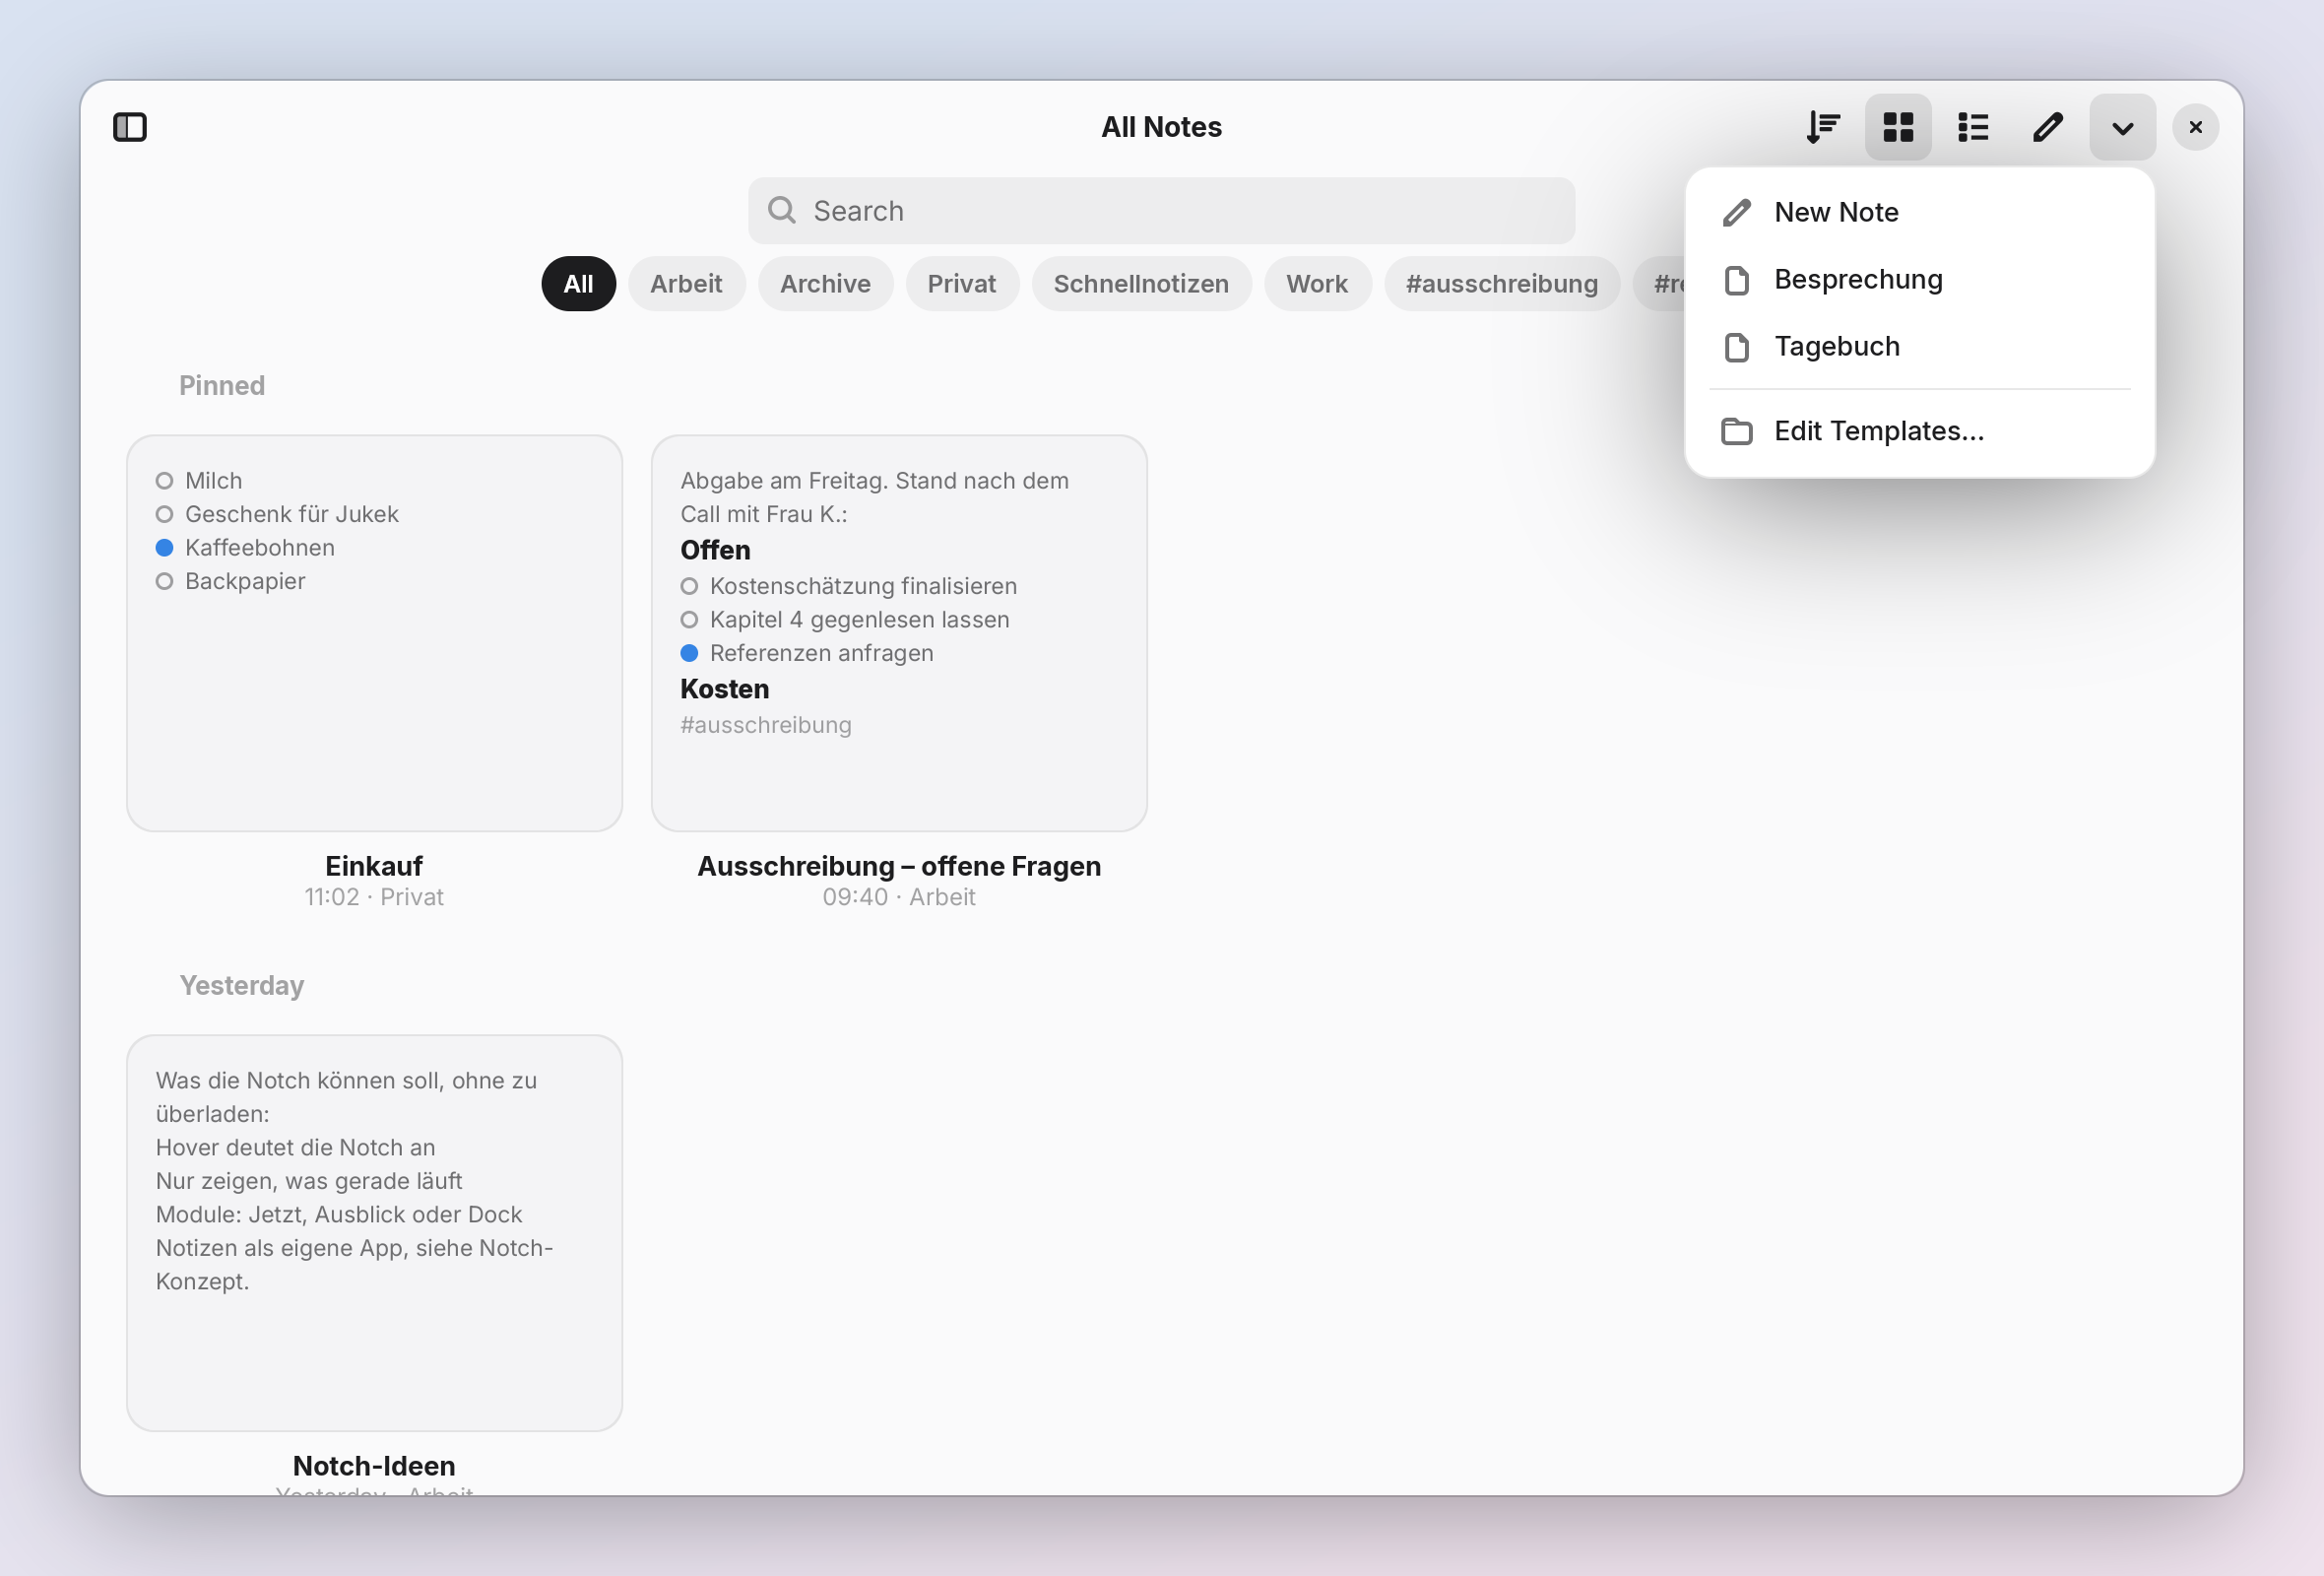 All Notes
Search
New Note
Besprechung
Tagebuch
Edit Templates...
All
Arbeit
Archive
Privat
Schnellnotizen
Work
#ausschreibung
Pinned
Milch
Geschenk für Jukek
Kaffeebohnen
Backpapier
Einkauf
11:02 · Privat
Abgabe am Freitag. Stand nach dem
Call mit Frau K.:
Offen
Kostenschätzung finalisieren
Kapitel 4 gegenlesen lassen
Referenzen anfragen
Kosten
#ausschreibung
Ausschreibung – offene Fragen
09:40 · Arbeit
Yesterday
Was die Notch können soll, ohne zu
überladen:
Hover deutet die Notch an
Nur zeigen, was gerade läuft
Module: Jetzt, Ausblick oder Dock
Notizen als eigene App, siehe Notch-
Konzept.
Notch-Ideen
Yesterday · Arbeit